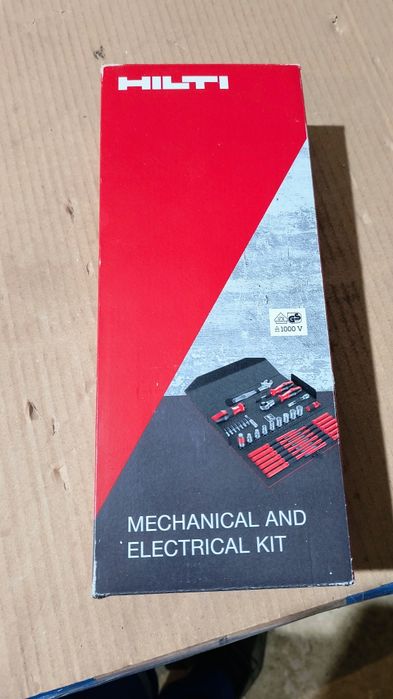 HILTI
GS
1000 V
MECHANICAL AND
ELECTRICAL KIT